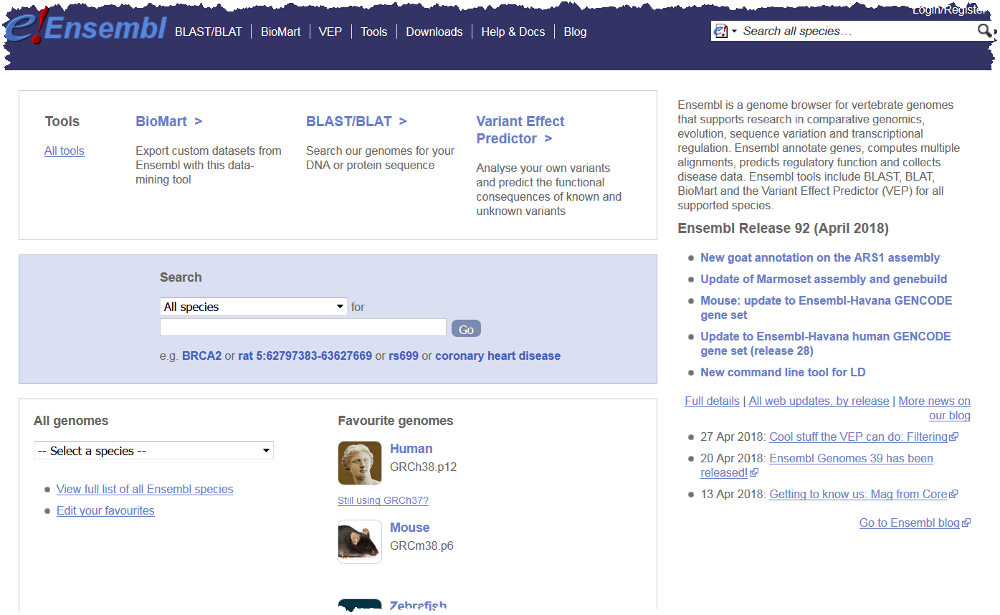 Login/Register
e!Ensembl BLAST/BLAT BioMart VEP Tools Downloads Help & Docs Blog
Search all species…
Tools
All tools
BioMart >
Export custom datasets from
Ensembl with this data-
mining tool
BLAST/BLAT >
Search our genomes for your
DNA or protein sequence
Variant Effect
Predictor >
Analyse your own variants
and predict the functional
consequences of known and
unknown variants
Search
All species for
Go
e.g. BRCA2 or rat 5:62797383-63627669 or rs699 or coronary heart disease
All genomes
-- Select a species --
View full list of all Ensembl species
Edit your favourites
Favourite genomes
Human
GRCh38.p12
Still using GRCh37?
Mouse
GRCm38.p6
Zebrafish
Ensembl is a genome browser for vertebrate genomes
that supports research in comparative genomics,
evolution, sequence variation and transcriptional
regulation. Ensembl annotate genes, computes multiple
alignments, predicts regulatory function and collects
disease data. Ensembl tools include BLAST, BLAT,
BioMart and the Variant Effect Predictor (VEP) for all
supported species.
Ensembl Release 92 (April 2018)
New goat annotation on the ARS1 assembly
Update of Marmoset assembly and genebuild
Mouse: update to Ensembl-Havana GENCODE
gene set
Update to Ensembl-Havana human GENCODE
gene set (release 28)
New command line tool for LD
Full details | All web updates, by release | More news on
our blog
27 Apr 2018: Cool stuff the VEP can do: Filtering
20 Apr 2018: Ensembl Genomes 39 has been
released!
13 Apr 2018: Getting to know us: Mag from Core
Go to Ensembl blog